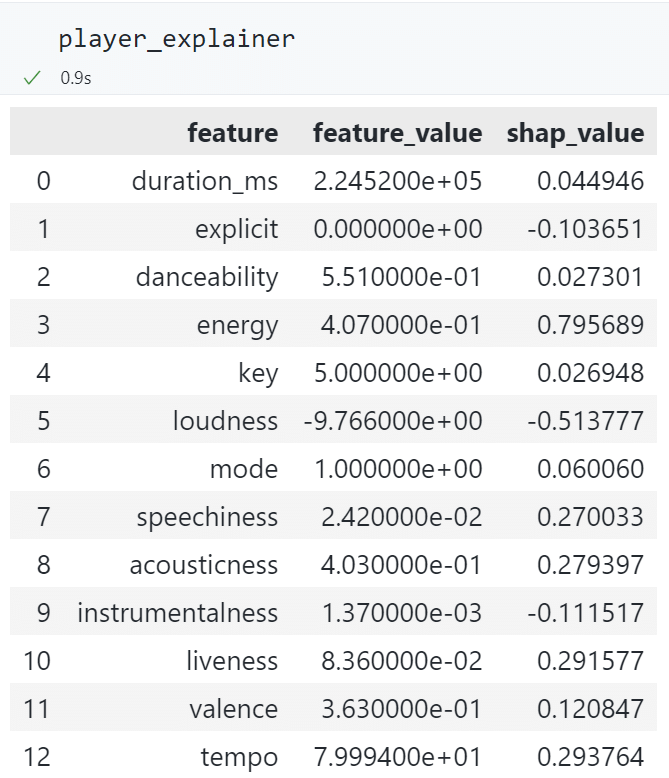 player_explainer
✓ 0.9s
feature feature_value shap_value
0 duration_ms 2.245200e+05 0.044946
1 explicit 0.000000e+00 -0.103651
2 danceability 5.510000e-01 0.027301
3 energy 4.070000e-01 0.795689
4 key 5.000000e+00 0.026948
5 loudness -9.766000e+00 -0.513777
6 mode 1.000000e+00 0.060060
7 speechiness 2.420000e-02 0.270033
8 acousticness 4.030000e-01 0.279397
9 instrumentalness 1.370000e-03 -0.111517
10 liveness 8.360000e-02 0.291577
11 valence 3.630000e-01 0.120847
12 tempo 7.999400e+01 0.293764